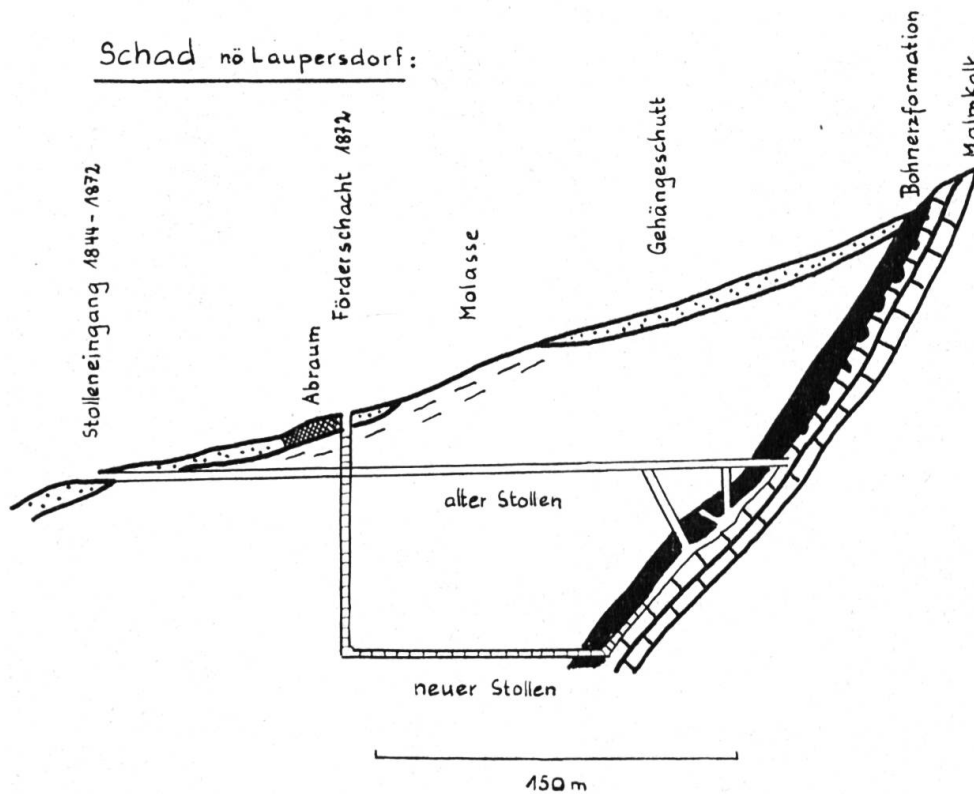 Schad nö Laupersdorf:
Stolleneingang 1844-1872
Abraum
Förderschacht 1872
Molasse
Gehängeschutt
Bohnerzformation
Malmkalk
alter Stollen
neuer Stollen
150 m